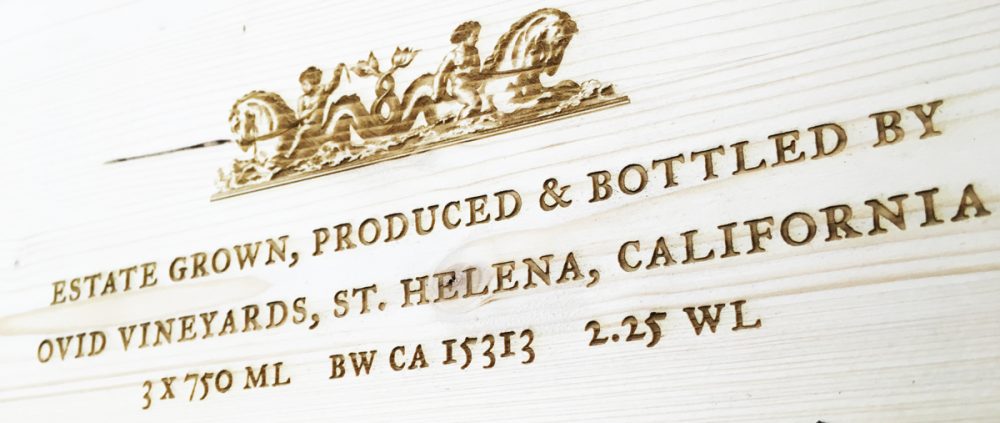 ESTATE GROWN, PRODUCED & BOTTLED BY
OVID VINEYARDS, ST. HELENA, CALIFORNIA
3 X 750 ML BW CA 15313 2.25 WL